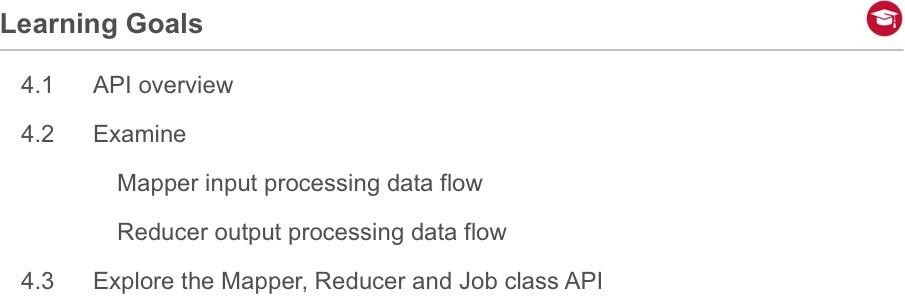 Learning Goals
4.1 API overview
4.2 Examine
Mapper input processing data flow
Reducer output processing data flow
4.3 Explore the Mapper, Reducer and Job class API